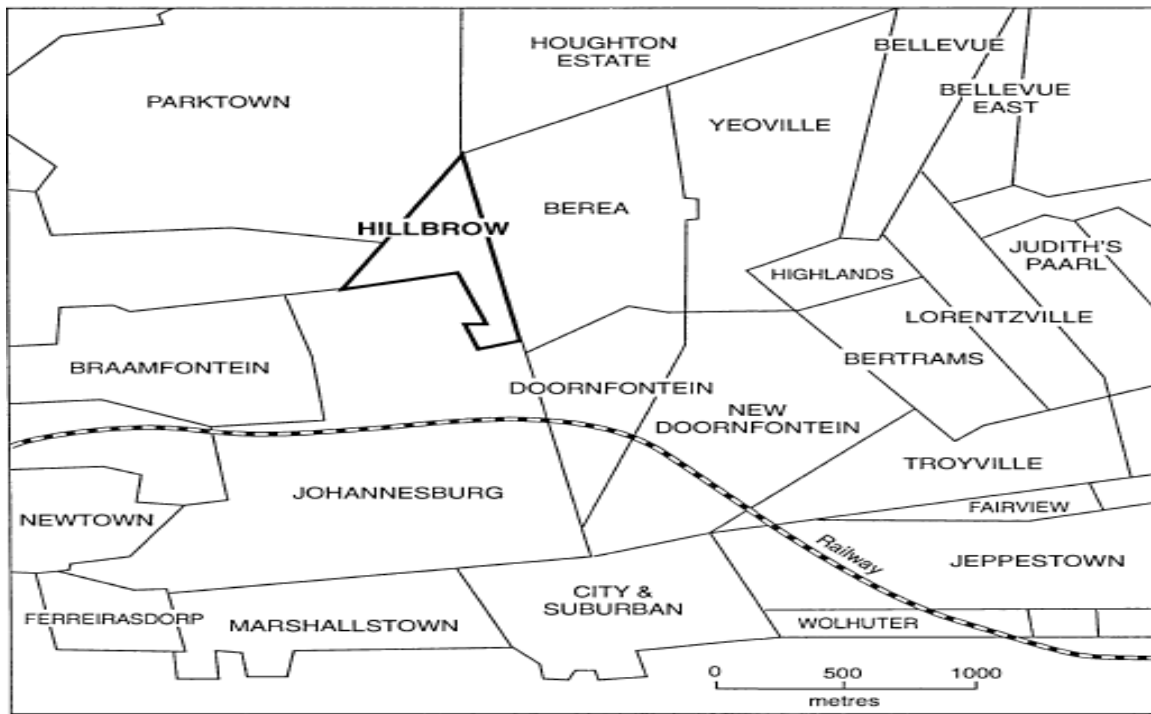 HOUGHTON
ESTATE
BELLEVUE
PARKTOWN
BELLEVUE
EAST
YEOVILLE
BEREA
HILLBROW
JUDITH'S
PAARL
HIGHLANDS
LORENTZVILLE
BRAAMFONTEIN
BERTRAMS
DOORNFONTEIN
NEW
DOORNFONTEIN
TROYVILLE
JOHANNESBURG
FAIRVIEW
NEWTOWN
Railway
JEPPESTOWN
CITY &
SUBURBAN
FERREIRASDORP
MARSHALLSTOWN
WOLHUTER
0 500 1000
metres